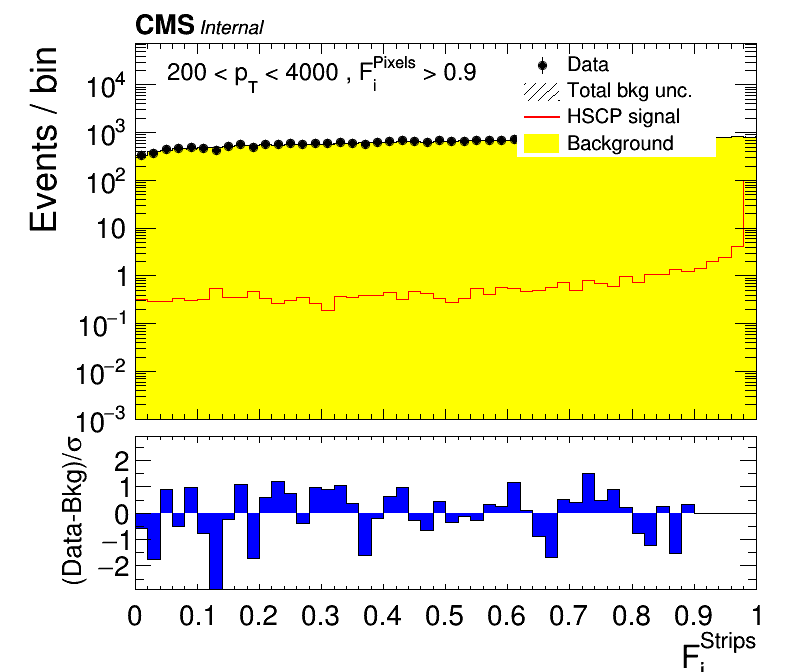 CMS Internal
200 < p_T < 4000 , F_i^Pixels > 0.9
Data
Total bkg unc.
HSCP signal
Background
Events / bin
10^4
10^3
10^2
10
1
10^−1
10^−2
10^−3
(Data-Bkg)/σ
2
1
0
−1
−2
0 0.1 0.2 0.3 0.4 0.5 0.6 0.7 0.8 0.9 1
F_i^Strips